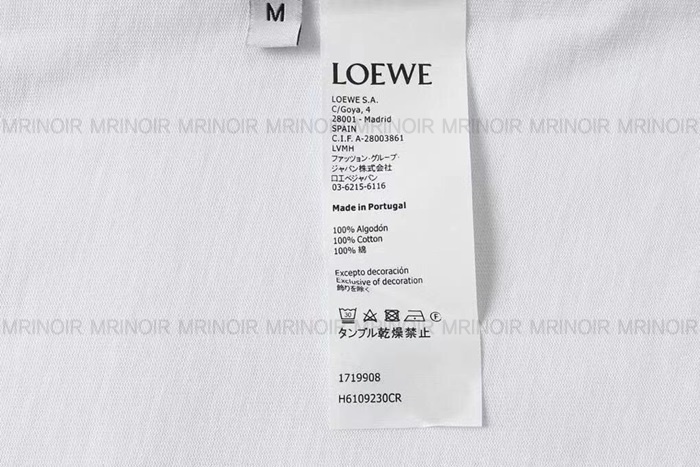 M
LOEWE
LOEWE S.A.
C/Goya, 4
28001 - Madrid
SPAIN
C.I.F. A-28003861
LVMH
ファッション・グループ・
ジャパン株式会社
ロエベジャパン
03-6215-6116
Made in Portugal
100% Algodón
100% Cotton
100% 綿
Excepto decoración
Exclusive of decoration
飾りを除く
30 F
タンブル乾燥禁止
1719908
H6109230CR
MRINOIR MRINOIR MRINOIR MRINOIR MRINOIR MRINOIR MRINOIR MRINOIR
MRINOIR MRINOIR MRINOIR MRINOIR MRINOIR MRINOIR MRINOIR MRINOIR